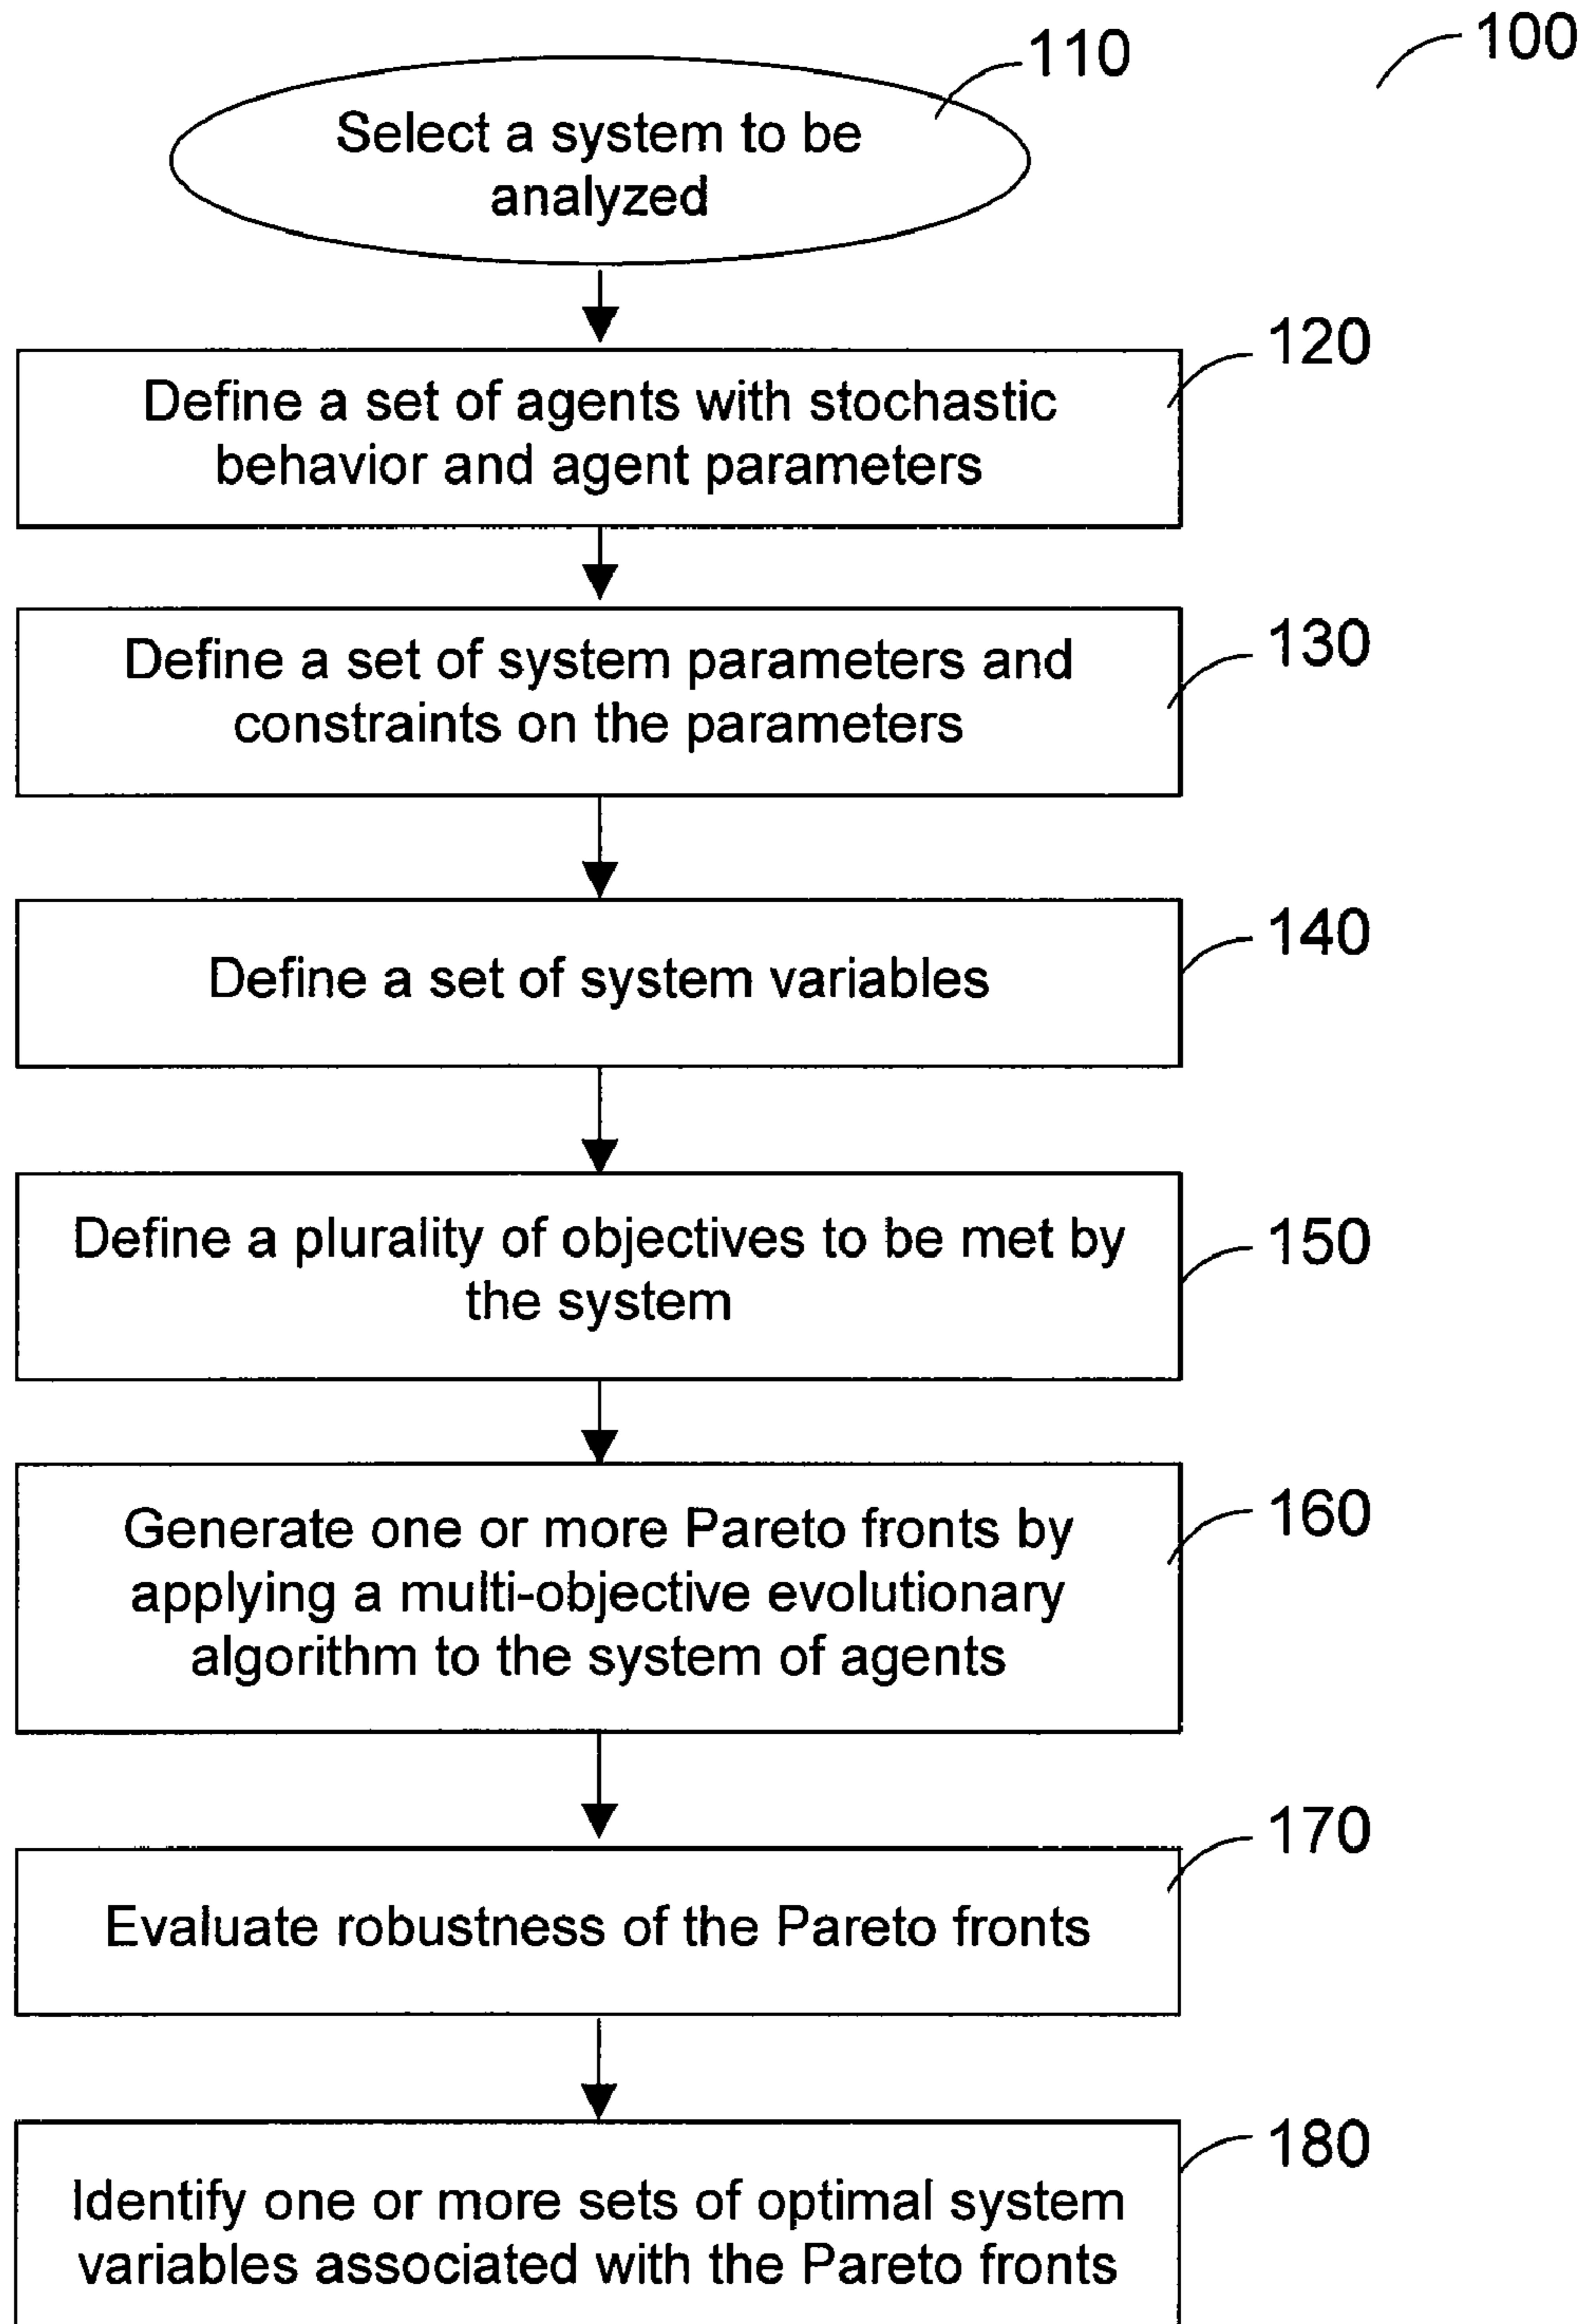 100
110
Select a system to be
analyzed
120
Define a set of agents with stochastic
behavior and agent parameters
130
Define a set of system parameters and
constraints on the parameters
140
Define a set of system variables
150
Define a plurality of objectives to be met by
the system
160
Generate one or more Pareto fronts by
applying a multi-objective evolutionary
algorithm to the system of agents
170
Evaluate robustness of the Pareto fronts
180
Identify one or more sets of optimal system
variables associated with the Pareto fronts